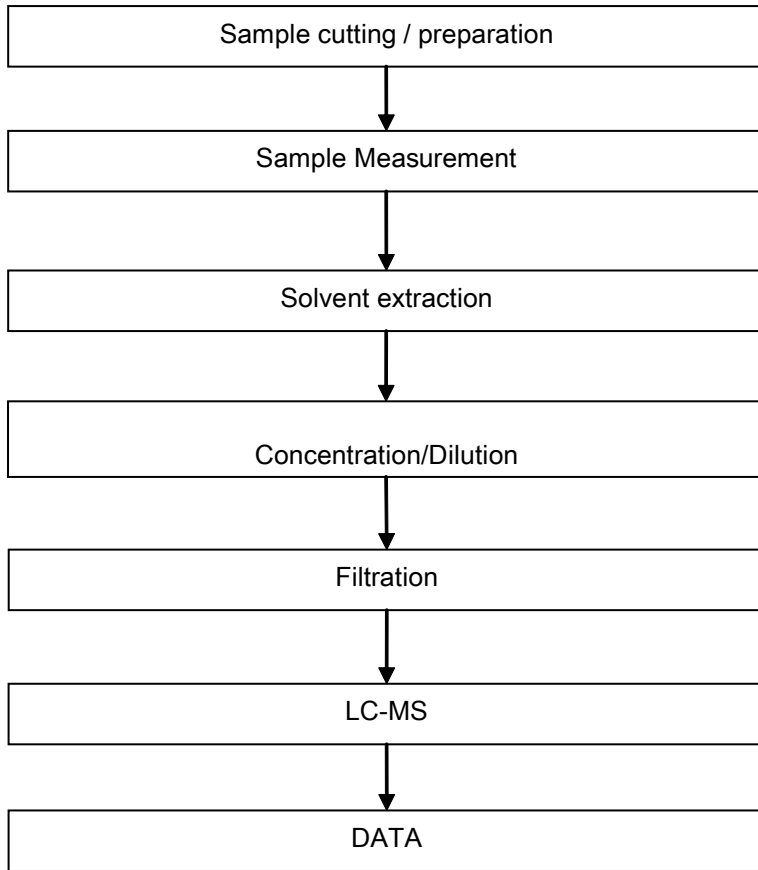 Sample cutting / preparation
Sample Measurement
Solvent extraction
Concentration/Dilution
Filtration
LC-MS
DATA